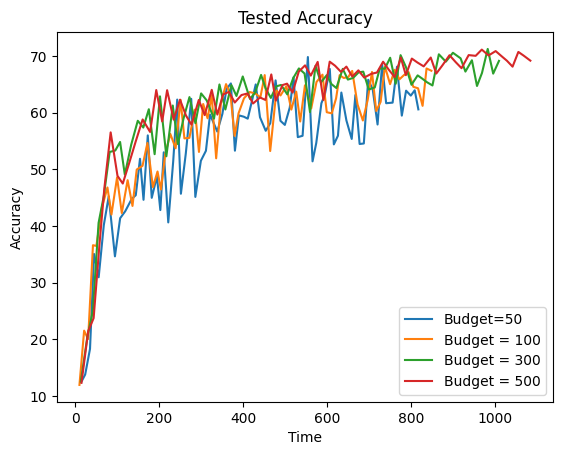 Tested Accuracy
Accuracy
70
60
50
40
30
20
10
Budget=50
Budget = 100
Budget = 300
Budget = 500
0
200
400
600
800
1000
Time